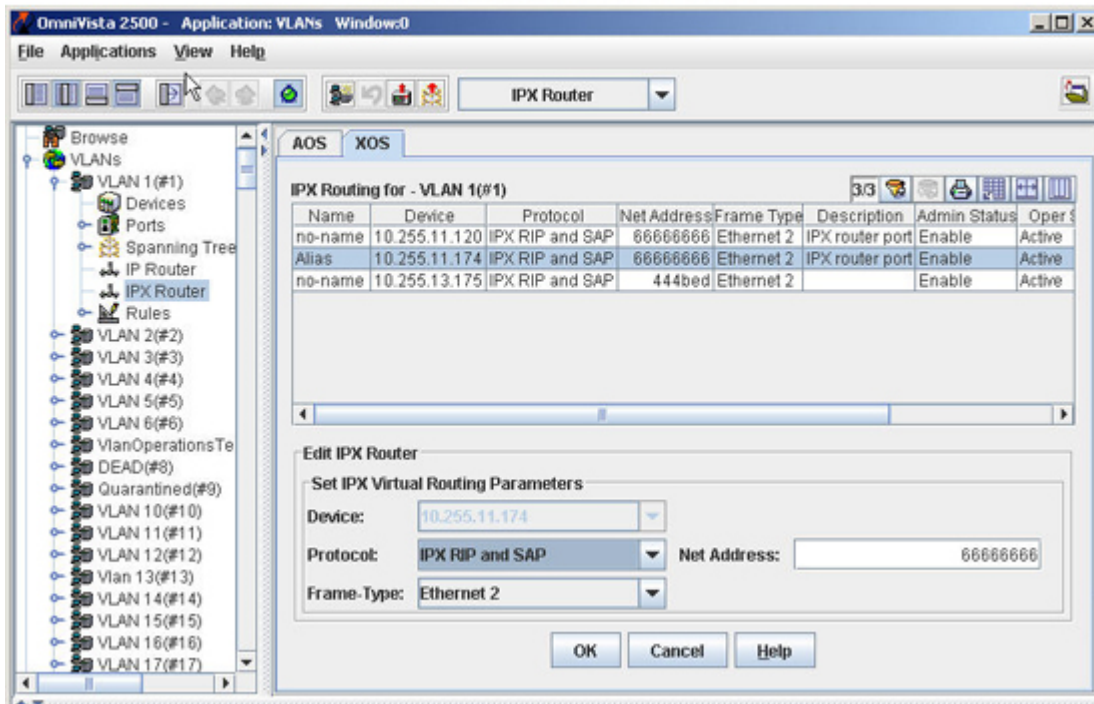 OmniVista 2500 - Application: VLANs Window:0
File Applications View Help
IPX Router
Browse
VLANs
VLAN 1(#1)
Devices
Ports
Spanning Tree
IP Router
IPX Router
Rules
VLAN 2(#2)
VLAN 3(#3)
VLAN 4(#4)
VLAN 5(#5)
VLAN 6(#6)
VlanOperationsTe
DEAD(#8)
Quarantined(#9)
VLAN 10(#10)
VLAN 11(#11)
VLAN 12(#12)
Vlan 13(#13)
VLAN 14(#14)
VLAN 15(#15)
VLAN 16(#16)
VLAN 17(#17)
AOS XOS
IPX Routing for - VLAN 1(#1) 3/3
Name Device Protocol Net Address Frame Type Description Admin Status Oper S
no-name 10.255.11.120 IPX RIP and SAP 66666666 Ethernet 2 IPX router port Enable Active
Alias 10.255.11.174 IPX RIP and SAP 66666666 Ethernet 2 IPX router port Enable Active
no-name 10.255.13.175 IPX RIP and SAP 444bed Ethernet 2 Enable Active
Edit IPX Router
Set IPX Virtual Routing Parameters
Device: 10.255.11.174
Protocol: IPX RIP and SAP Net Address: 66666666
Frame-Type: Ethernet 2
OK Cancel Help